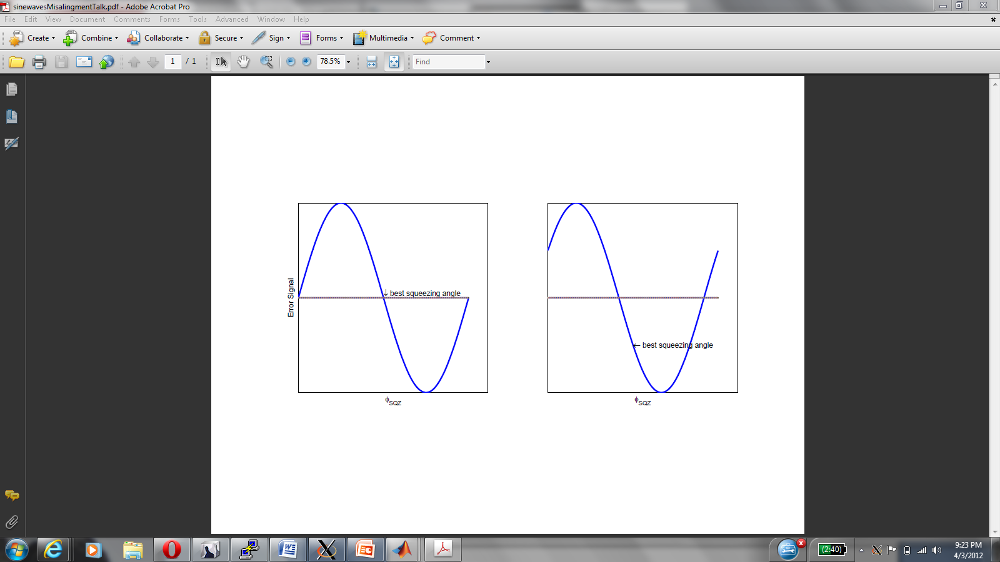 sinewavesMisalingmentTalk.pdf - Adobe Acrobat Pro
File Edit View Document Comments Forms Tools Advanced Window Help
Create Combine Collaborate Secure Sign Forms Multimedia Comment
1 / 1 78.5% Find
Error Signal
↓ best squeezing angle
ϕSQZ
← best squeezing angle
ϕSQZ
(2:40)
9:23 PM
4/3/2012